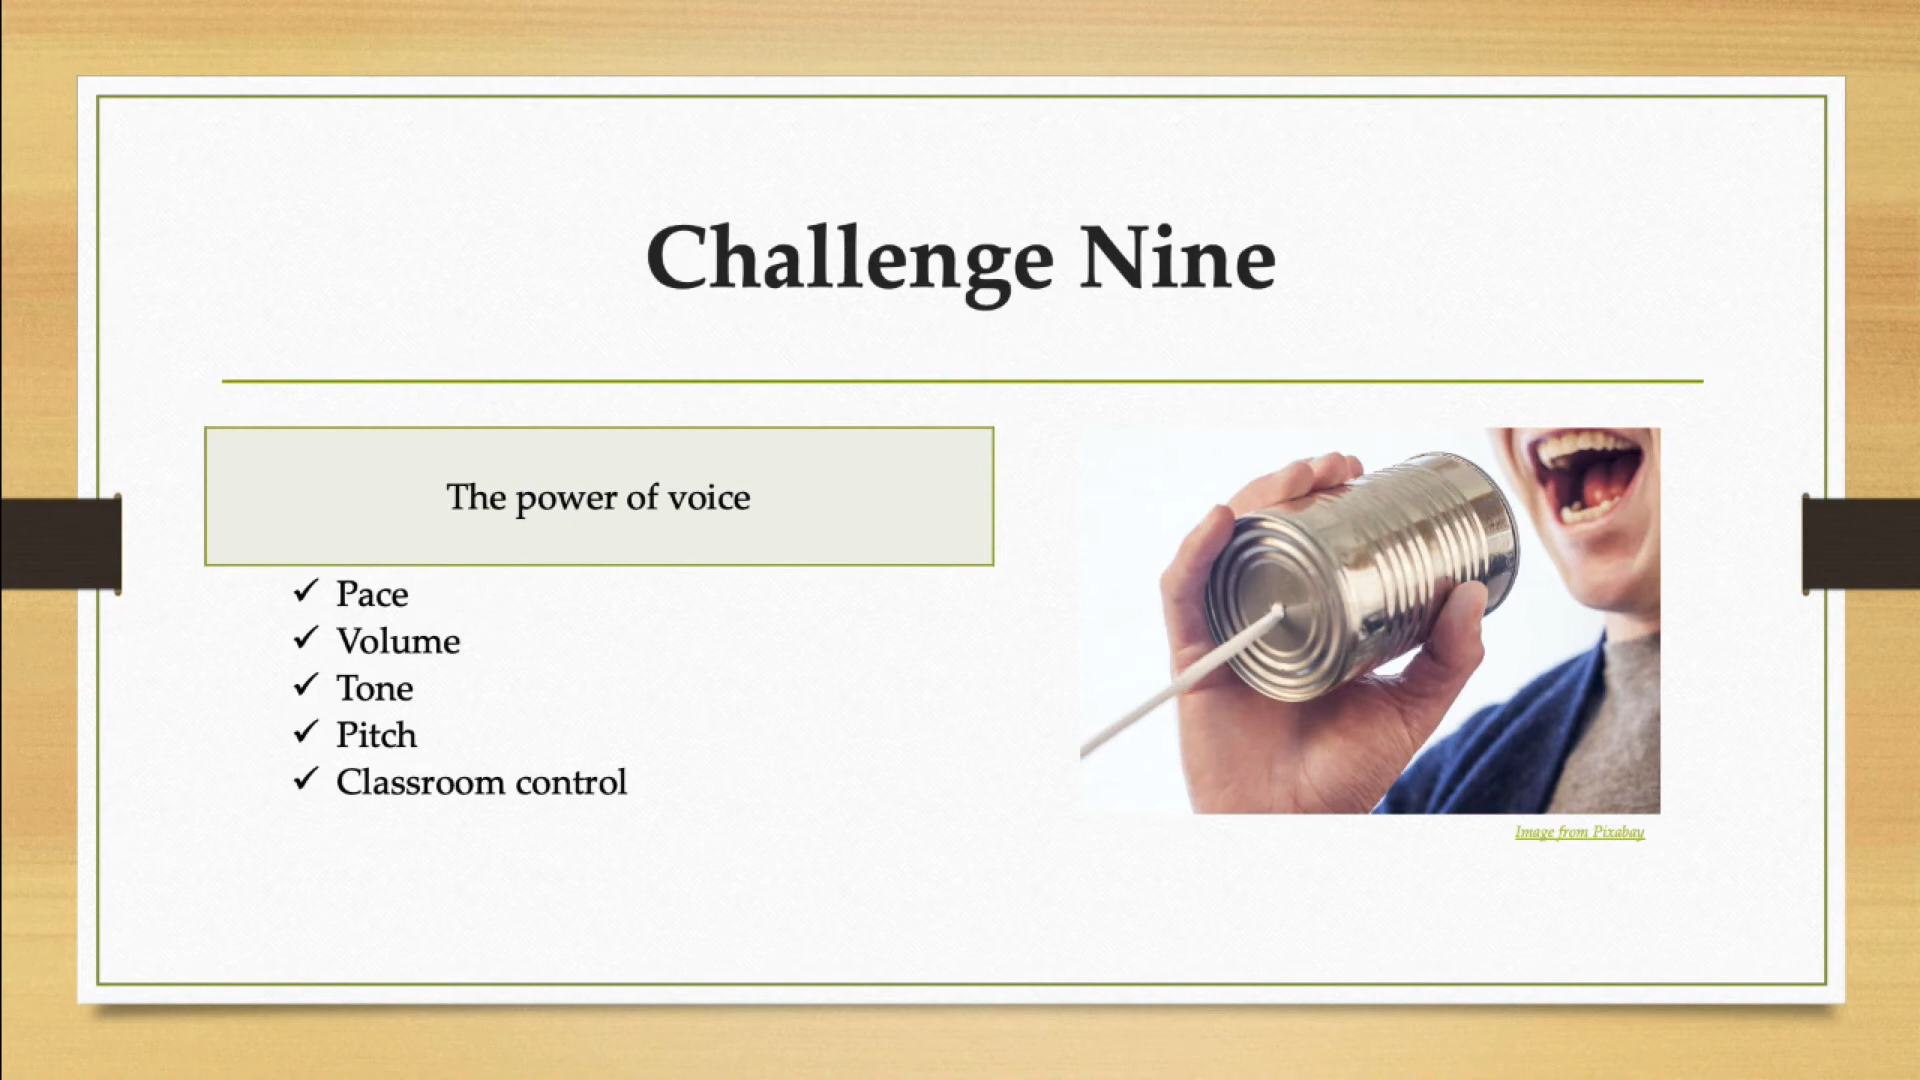 Challenge Nine
The power of voice
✓ Pace
✓ Volume
✓ Tone
✓ Pitch
✓ Classroom control
Image from Pixabay